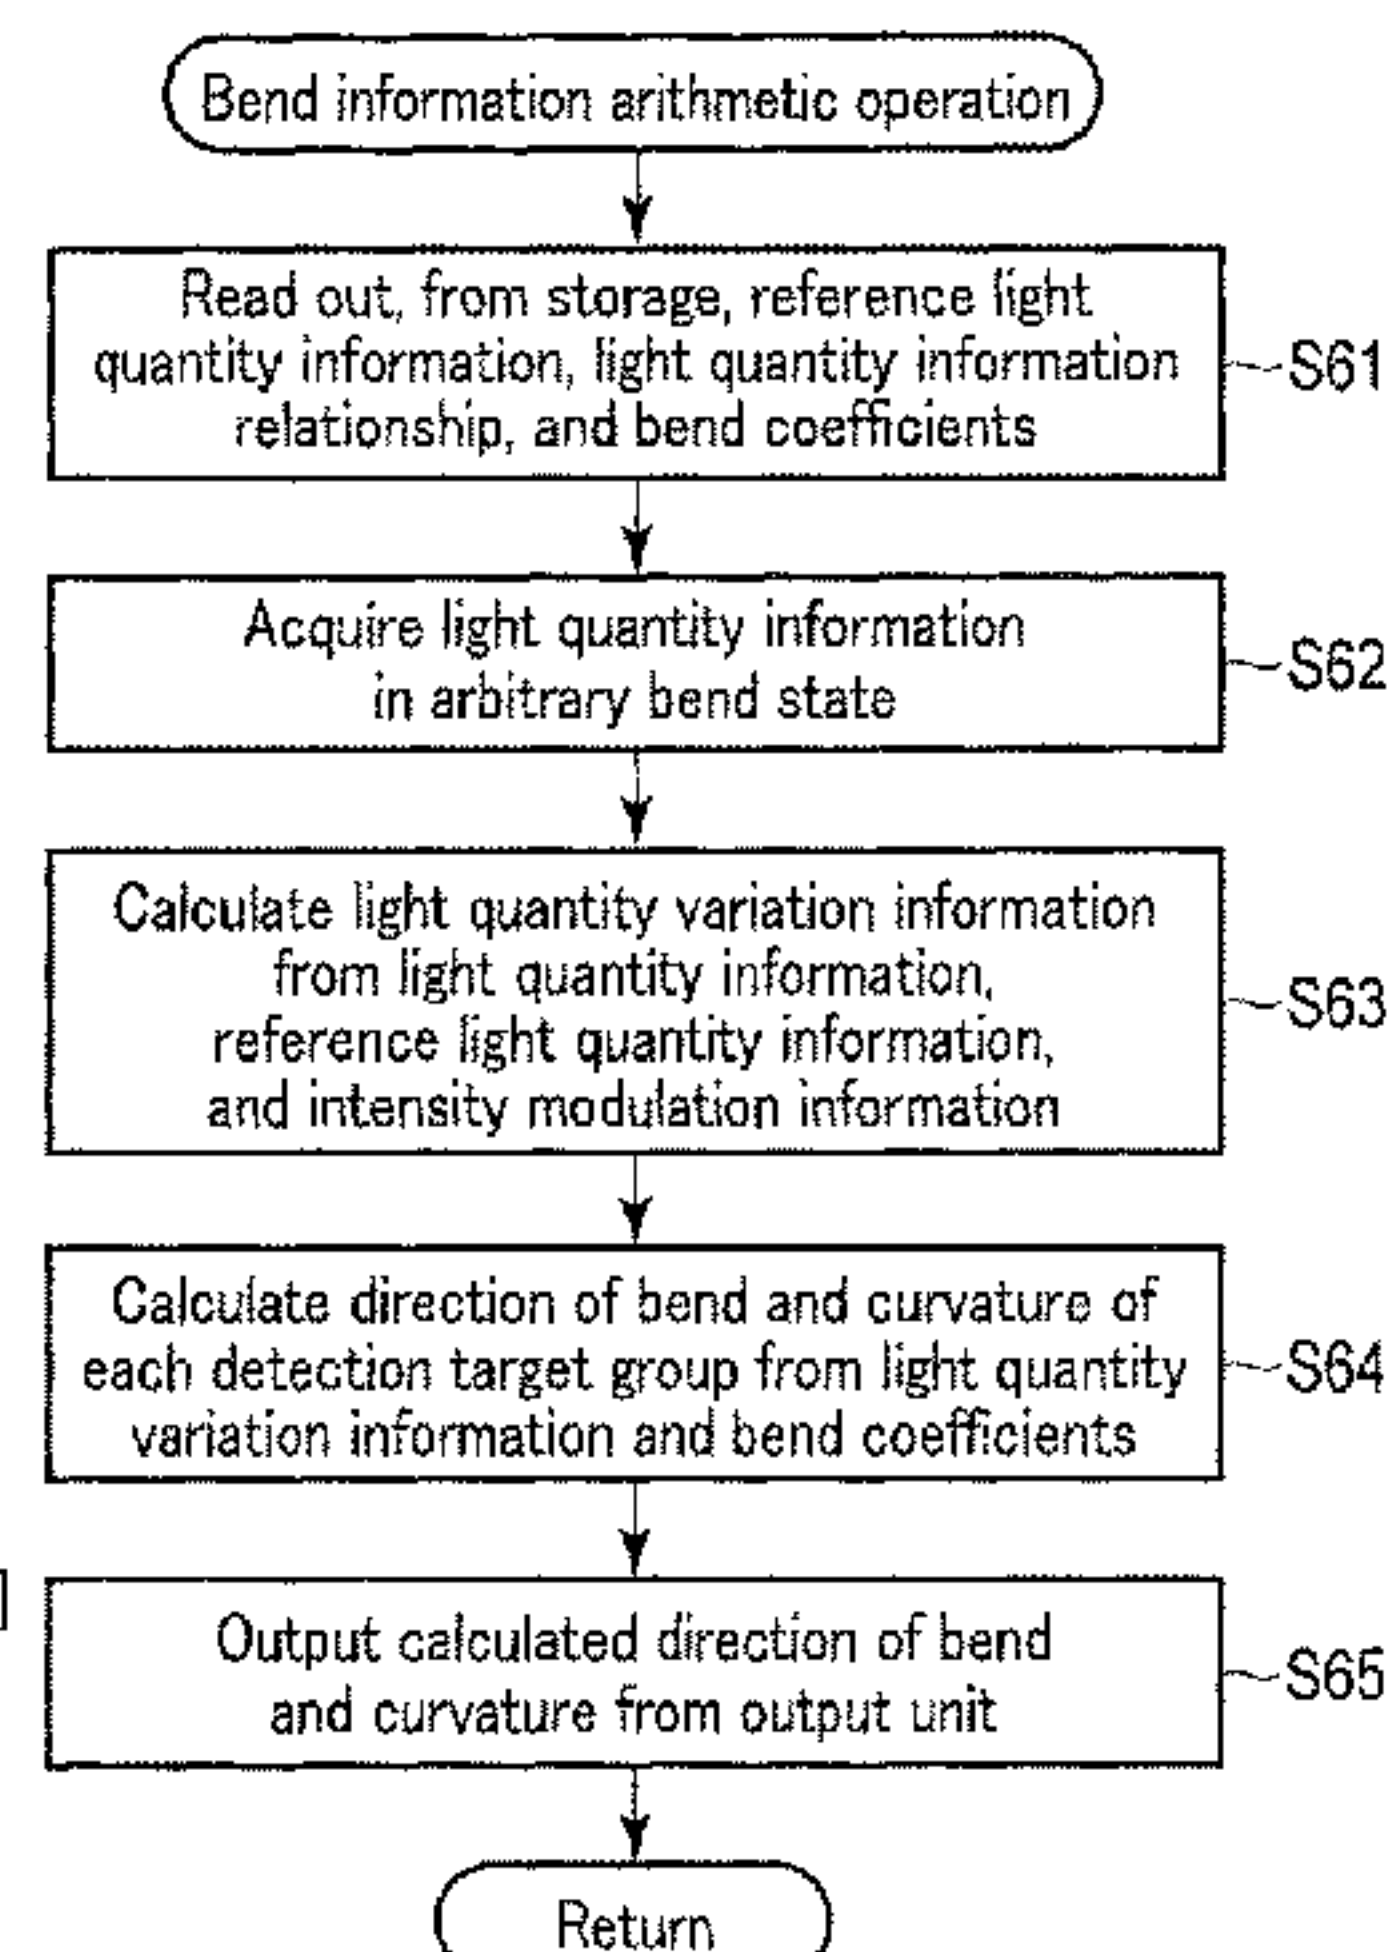 Bend information arithmetic operation
Read out, from storage, reference light
quantity information, light quantity information
relationship, and bend coefficients
S61
Acquire light quantity information
in arbitrary bend state
S62
Calculate light quantity variation information
from light quantity information,
reference light quantity information,
and intensity modulation information
S63
Calculate direction of bend and curvature of
each detection target group from light quantity
variation information and bend coefficients
S64
Output calculated direction of bend
and curvature from output unit
S65
Return